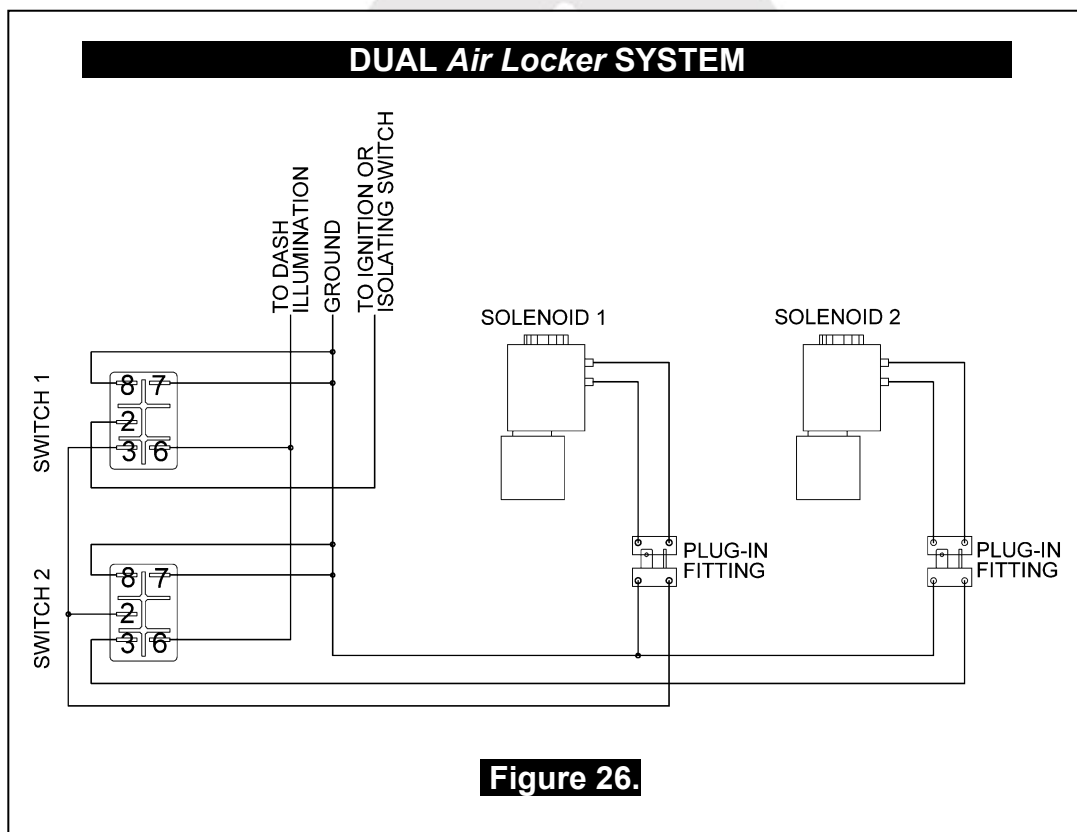 DUAL Air Locker SYSTEM
TO DASH
ILLUMINATION
GROUND
TO IGNITION OR
ISOLATING SWITCH
SOLENOID 1
SOLENOID 2
SWITCH 1
8 7
2
3 6
SWITCH 2
8 7
2
3 6
PLUG-IN
FITTING
PLUG-IN
FITTING
Figure 26.